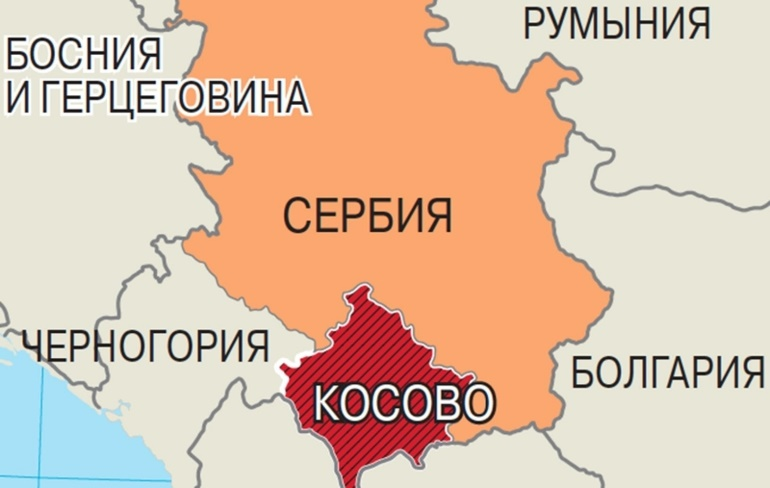 РУМЫНИЯ
БОСНИЯ
И ГЕРЦЕГОВИНА
СЕРБИЯ
ЧЕРНОГОРИЯ
БОЛГАРИЯ
КОСОВО